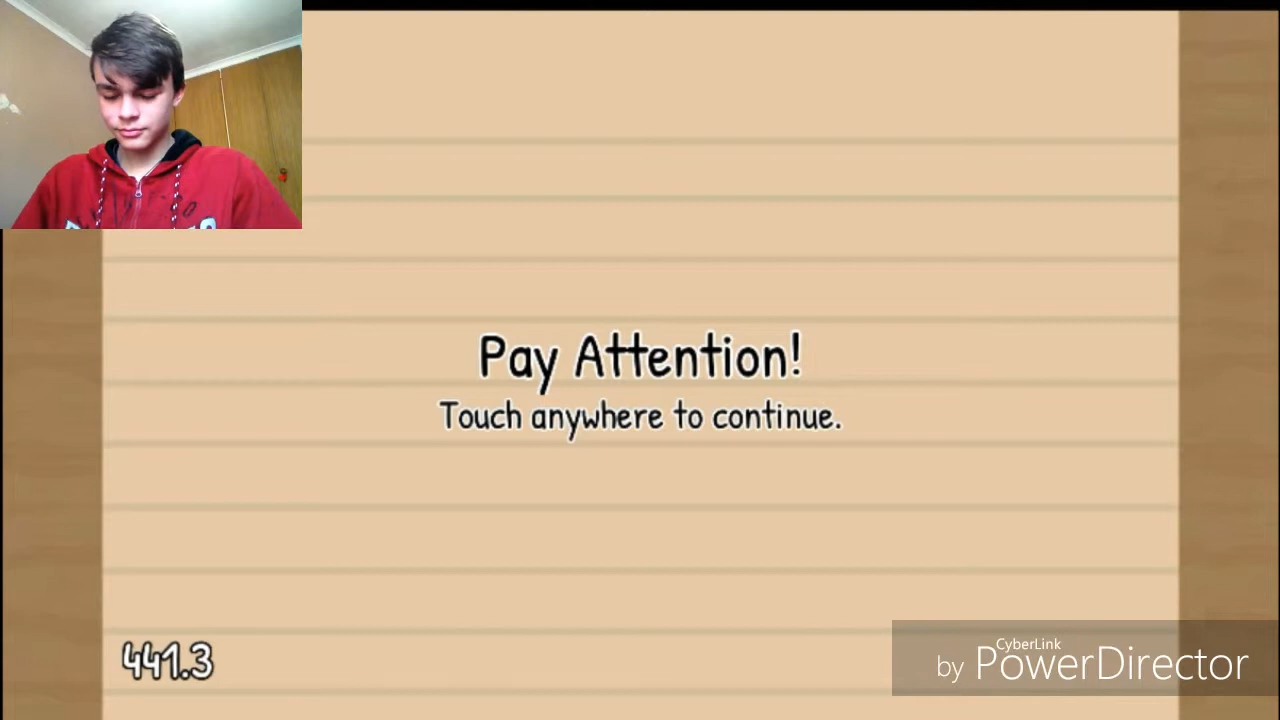 Pay Attention!
Touch anywhere to continue.
441.3
CyberLink
by PowerDirector